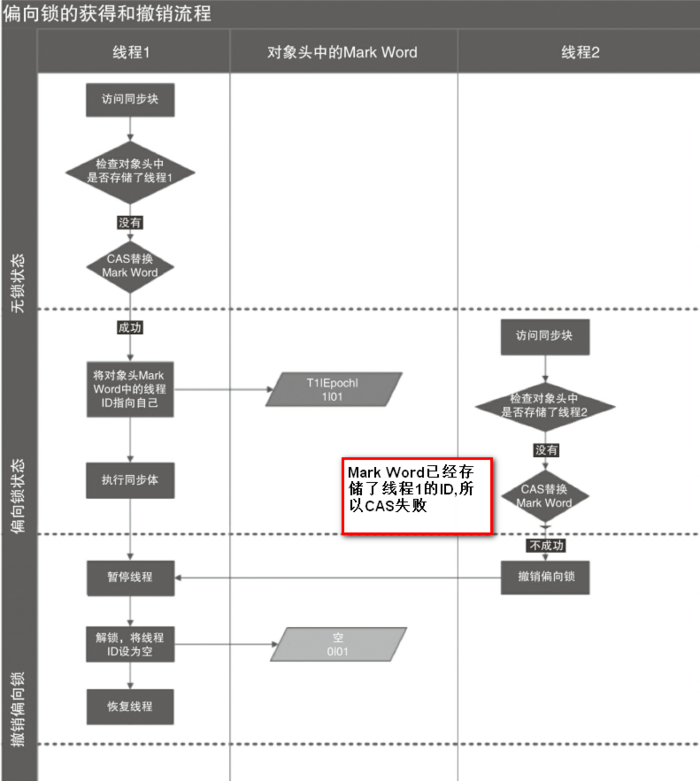 偏向锁的获得和撤销流程
线程1
对象头中的Mark Word
线程2
无锁状态
访问同步块
检查对象头中
是否存储了线程1
没有
CAS替换
Mark Word
偏向锁状态
成功
将对象头Mark
Word中的线程
ID指向自己
T1|Epoch|
1|01
执行同步体
访问同步块
检查对象头中
是否存储了线程2
没有
CAS替换
Mark Word
Mark Word已经存
储了线程1的ID,所
以CAS失败
撤销偏向锁
不成功
撤销偏向锁
暂停线程
解锁，将线程
ID设为空
空
0|01
恢复线程